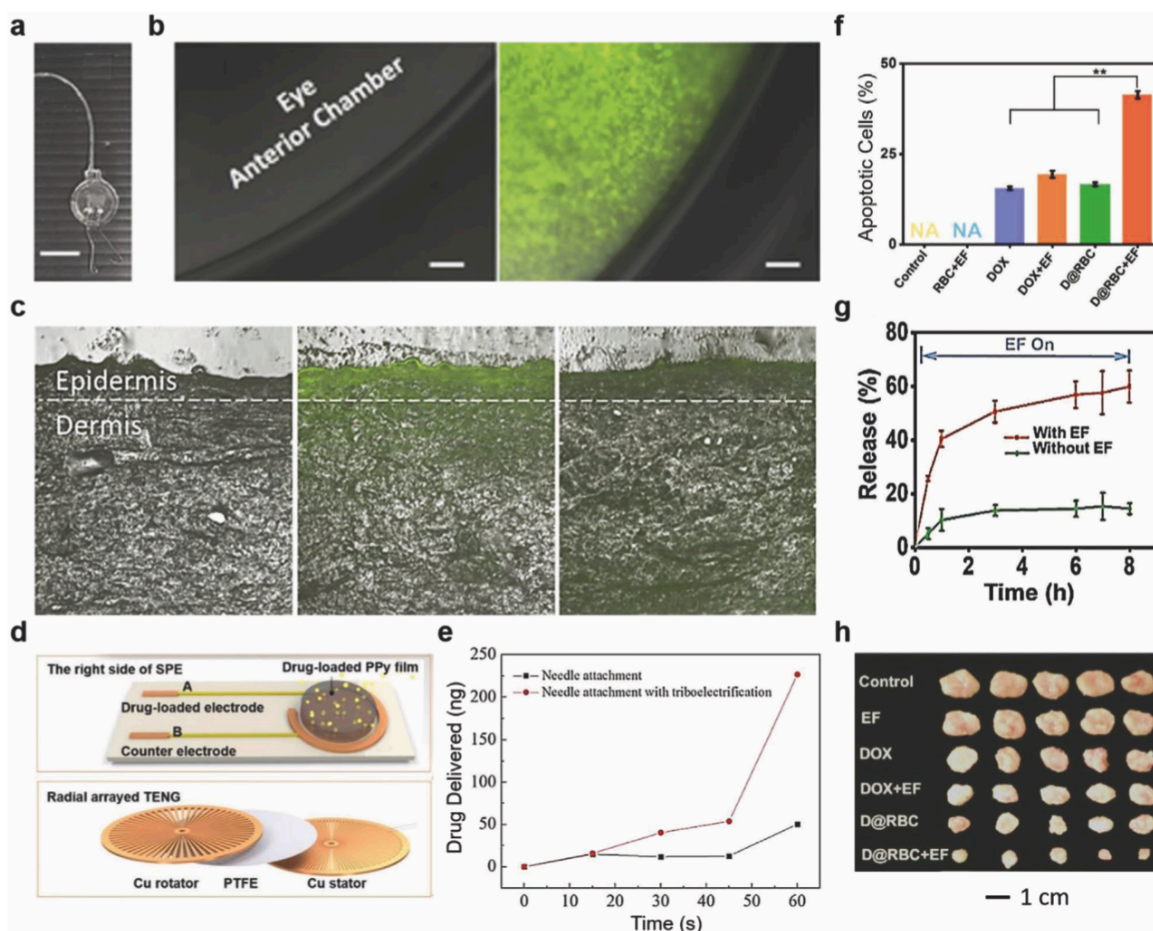 a
b
Eye
Anterior Chamber
c
Epidermis
Dermis
d
The right side of SPE
Drug-loaded PPy film
A
Drug-loaded electrode
B
Counter electrode
Radial arrayed TENG
Cu rotator
PTFE
Cu stator
e
Drug Delivered (ng)
250
200
150
100
50
0
Needle attachment
Needle attachment with triboelectrification
0
10
20
30
40
50
60
Time (s)
f
Apoptotic Cells (%)
50
25
0
**
NA
NA
Control
RBC+EF
DOX
DOX+EF
D@RBC
D@RBC+EF
g
Release (%)
80
60
40
20
0
EF On
With EF
Without EF
0
2
4
6
8
Time (h)
h
Control
EF
DOX
DOX+EF
D@RBC
D@RBC+EF
1 cm